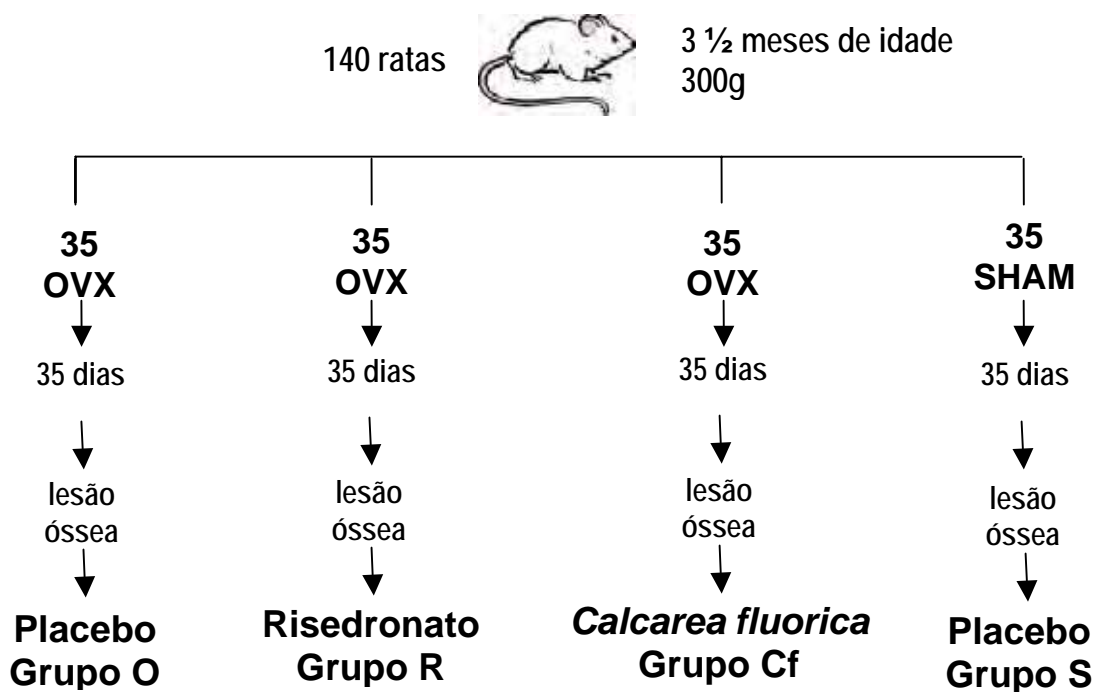 140 ratas
3 ½ meses de idade
300g
35
OVX
35
OVX
35
OVX
35
SHAM
35 dias
35 dias
35 dias
35 dias
lesão
óssea
lesão
óssea
lesão
óssea
lesão
óssea
Placebo
Grupo O
Risedronato
Grupo R
Calcarea fluorica
Grupo Cf
Placebo
Grupo S